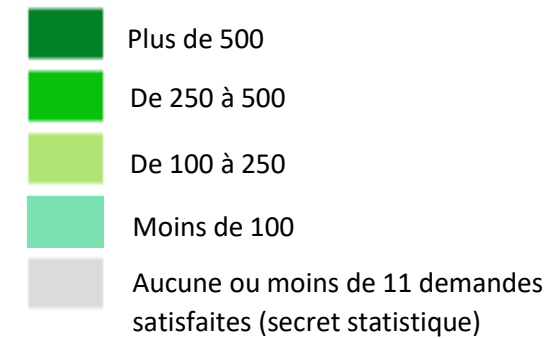 Plus de 500
De 250 à 500
De 100 à 250
Moins de 100
Aucune ou moins de 11 demandes
satisfaites (secret statistique)